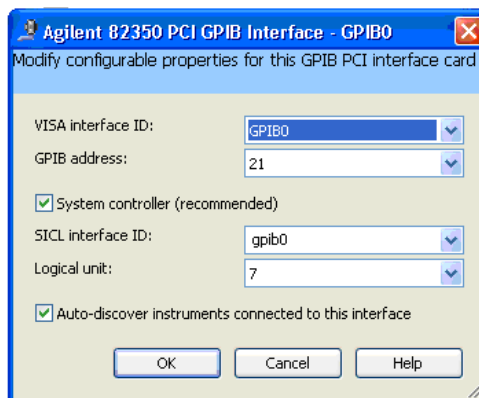 Agilent 82350 PCI GPIB Interface - GPIB0
Modify configurable properties for this GPIB PCI interface card
VISA interface ID: GPIB0
GPIB address: 21
System controller (recommended)
SICL interface ID: gpib0
Logical unit: 7
Auto-discover instruments connected to this interface
OK Cancel Help